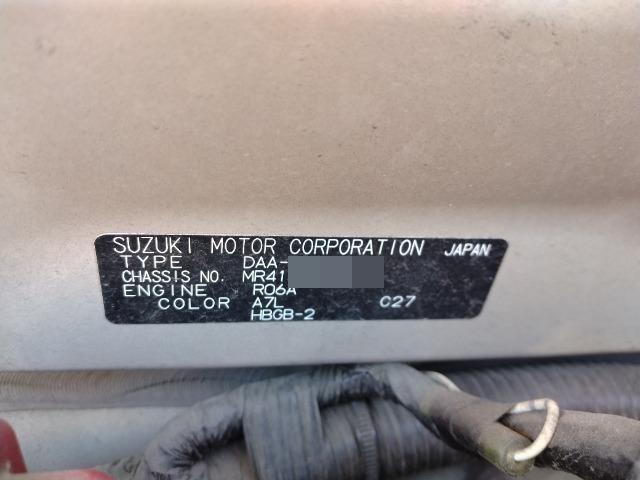 SUZUKI MOTOR CORPORATION JAPAN
TYPE DAA-
CHASSIS NO. MR41
ENGINE R06A
COLOR A7L C27
HBGB-2